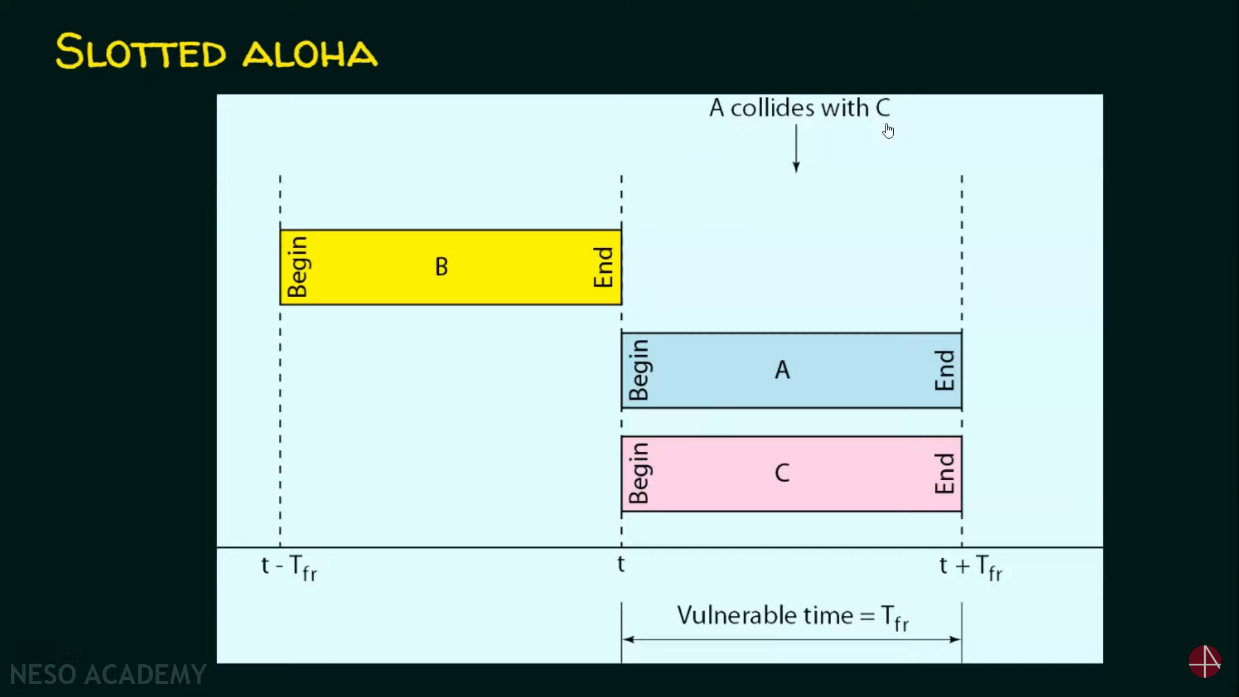 SLOTTED ALOHA
A collides with C
Begin B End
Begin A End
Begin C End
t - Tfr t t + Tfr
Vulnerable time = Tfr
NESO ACADEMY